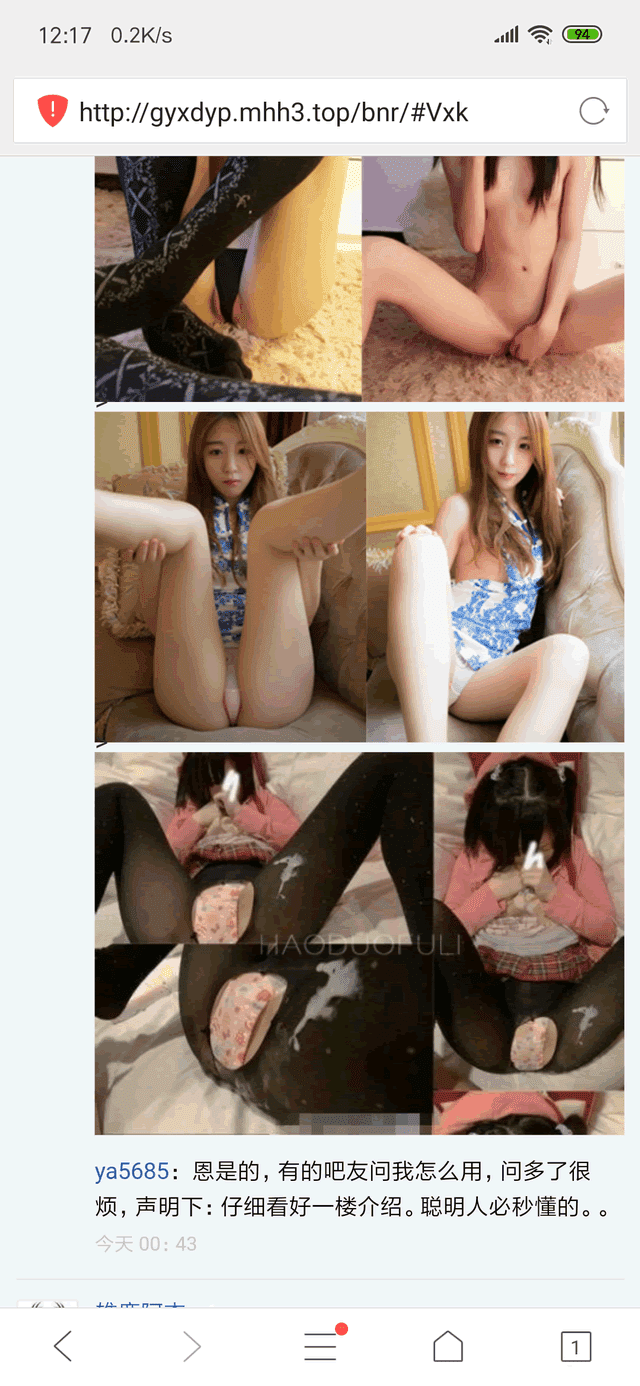 12:17 0.2K/s 94
http://gyxdyp.mhh3.top/bnr/#Vxk
HAODUOFULI
ya5685：恩是的，有的吧友问我怎么用，问多了很
烦，声明下：仔细看好一楼介绍。聪明人必秒懂的。。
今天 00：43
1